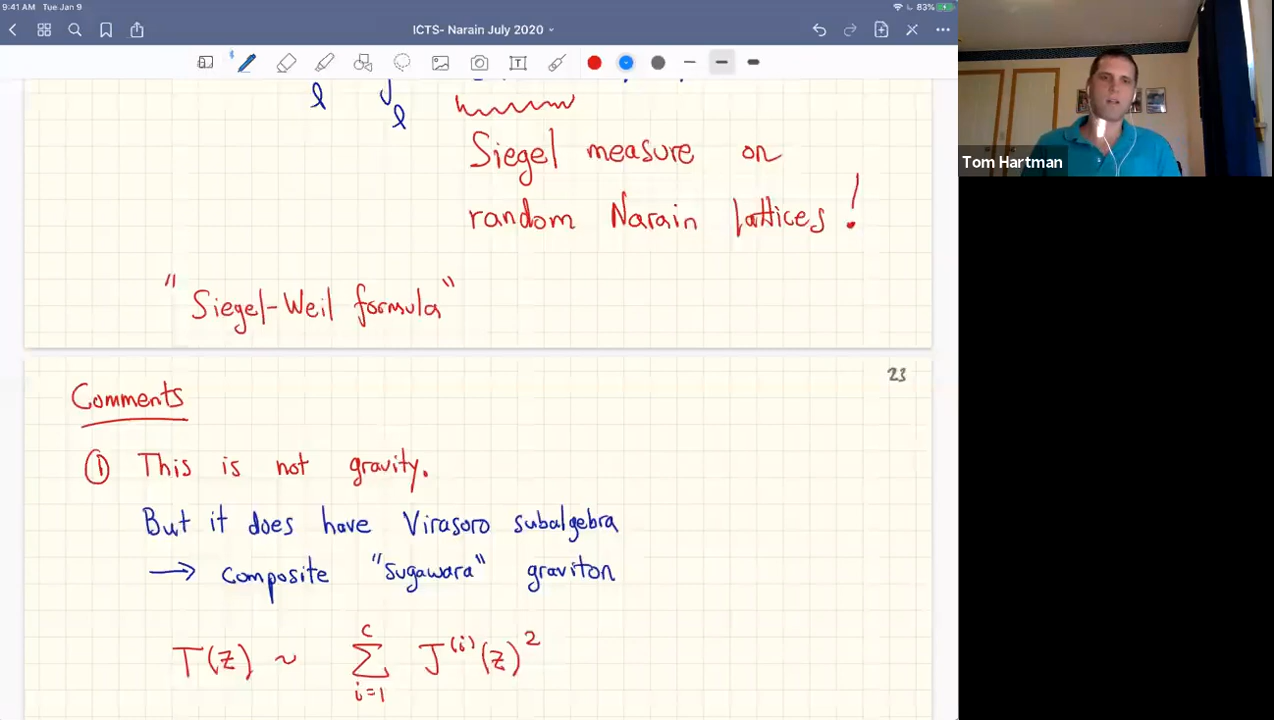 9:41 AM Tue Jan 9
83%
ICTS- Narain July 2020
l
l
Siegel measure on
random Narain lattices!
"Siegel-Weil formula"
23
Comments
① This is not gravity.
But it does have Virasoro subalgebra
→ composite "sugawara" graviton
T(z) ~ ∑_{i=1}^{c} J^{(i)}(z)^2
Tom Hartman